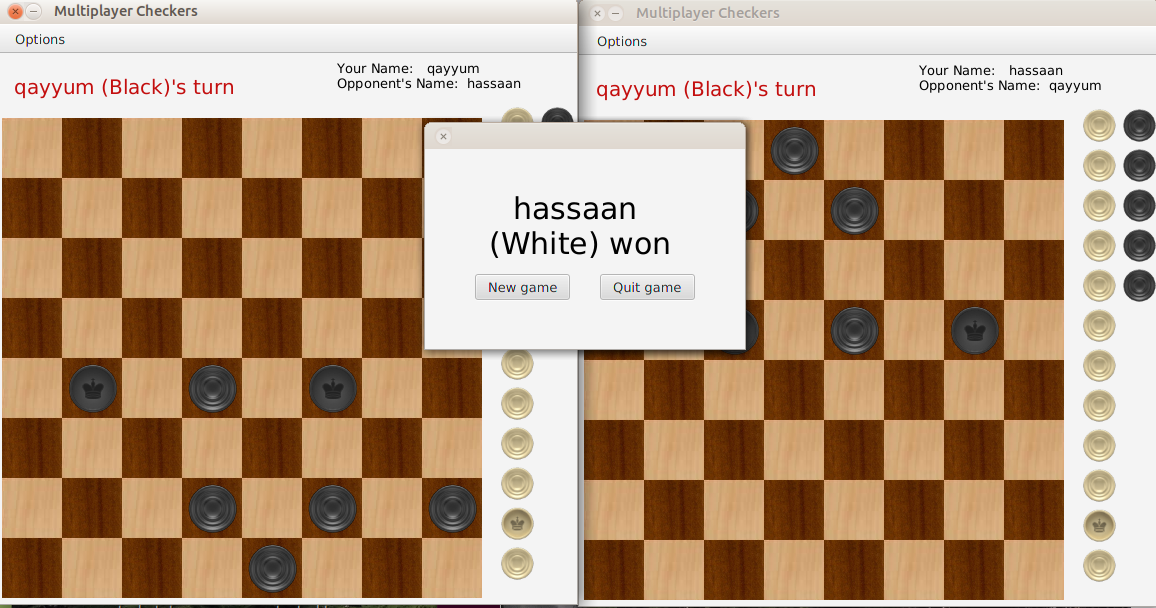 Multiplayer Checkers
Options
qayyum (Black)'s turn
Your Name: qayyum
Opponent's Name: hassaan
Multiplayer Checkers
Options
qayyum (Black)'s turn
Your Name: hassaan
Opponent's Name: qayyum
hassaan
(White) won
New game
Quit game